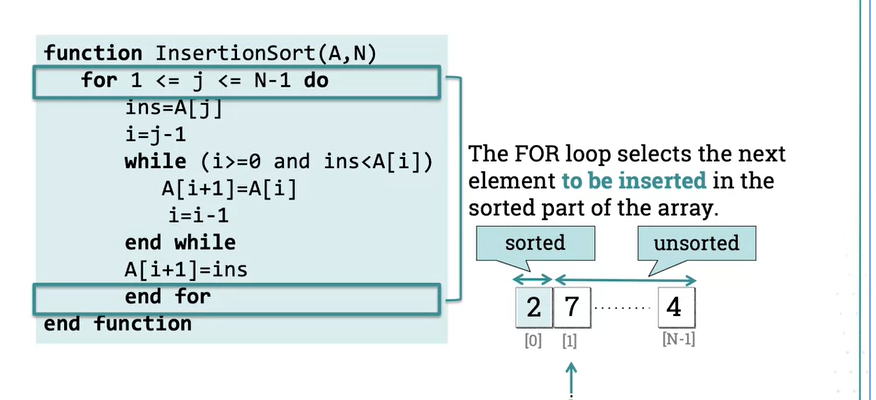 function InsertionSort(A,N)
for 1 <= j <= N-1 do
ins=A[j]
i=j-1
while (i>=0 and ins<A[i])
A[i+1]=A[i]
i=i-1
end while
A[i+1]=ins
end for
end function
The FOR loop selects the next
element to be inserted in the
sorted part of the array.
sorted unsorted
2 7 ........ 4
[0] [1] [N-1]